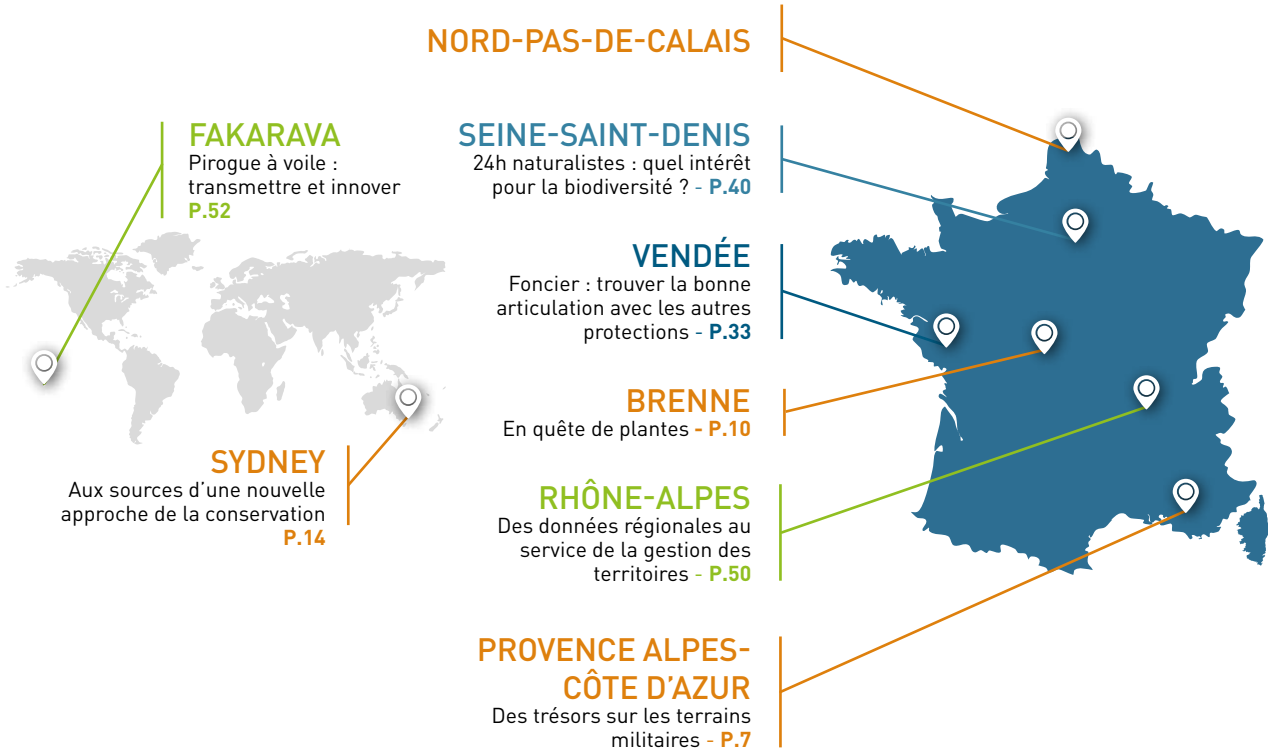 NORD-PAS-DE-CALAIS
FAKARAVA
Pirogue à voile :
transmettre et innover
P.52
SYDNEY
Aux sources d’une nouvelle
approche de la conservation
P.14
SEINE-SAINT-DENIS
24h naturalistes : quel intérêt
pour la biodiversité ? - P.40
VENDÉE
Foncier : trouver la bonne
articulation avec les autres
protections - P.33
BRENNE
En quête de plantes - P.10
RHÔNE-ALPES
Des données régionales au
service de la gestion des
territoires - P.50
PROVENCE ALPES-
CÔTE D’AZUR
Des trésors sur les terrains
militaires - P.7